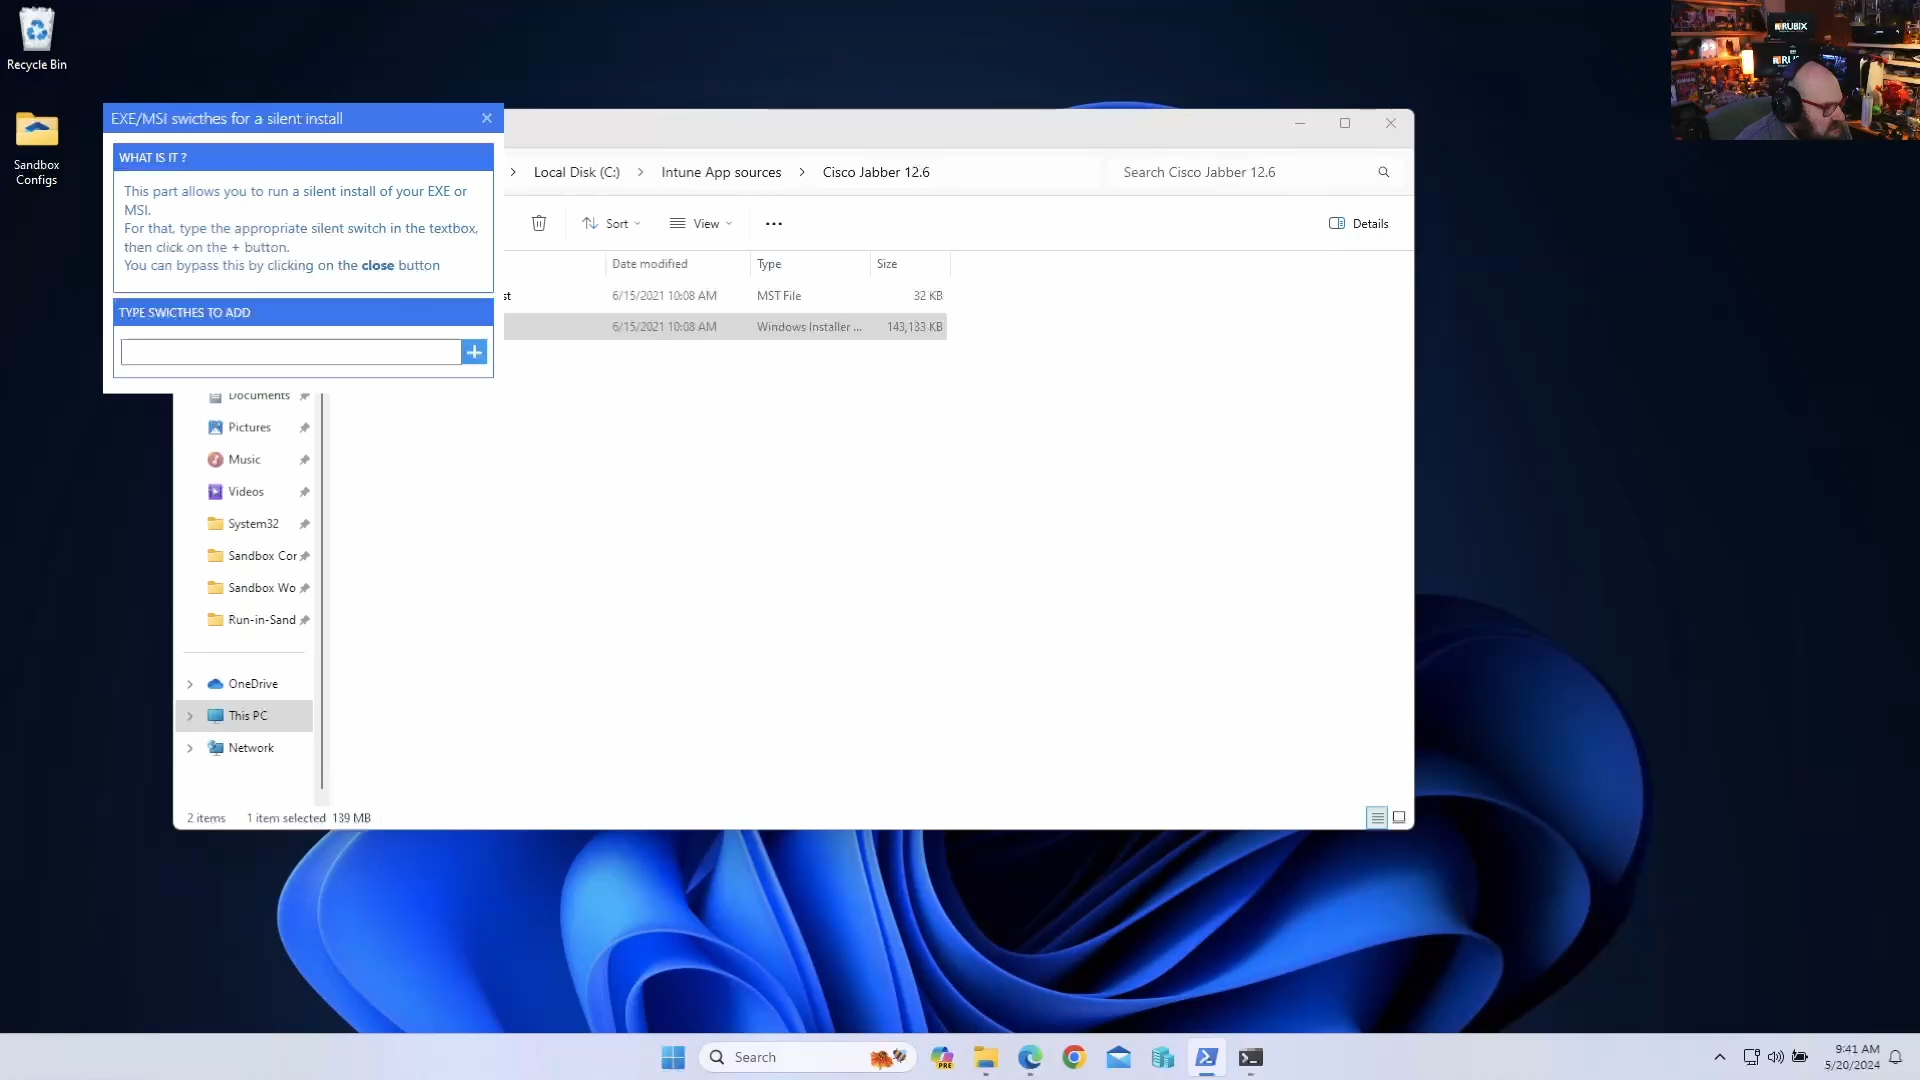 Recycle Bin
Sandbox
Configs
EXE/MSI swicthes for a silent install
WHAT IS IT ?
This part allows you to run a silent install of your EXE or
MSI.
For that, type the appropriate silent switch in the textbox,
then click on the + button.
You can bypass this by clicking on the close button
TYPE SWICTHES TO ADD
Local Disk (C:) Intune App sources Cisco Jabber 12.6
Search Cisco Jabber 12.6
Sort View Details
Date modified Type Size
st 6/15/2021 10:08 AM MST File 32 KB
6/15/2021 10:08 AM Windows Installer ... 143,133 KB
Documents
Pictures
Music
Videos
System32
Sandbox Cor
Sandbox Wo
Run-in-Sand
OneDrive
This PC
Network
2 items 1 item selected 139 MB
RUBIX
Search
PRE
9:41 AM
5/20/2024